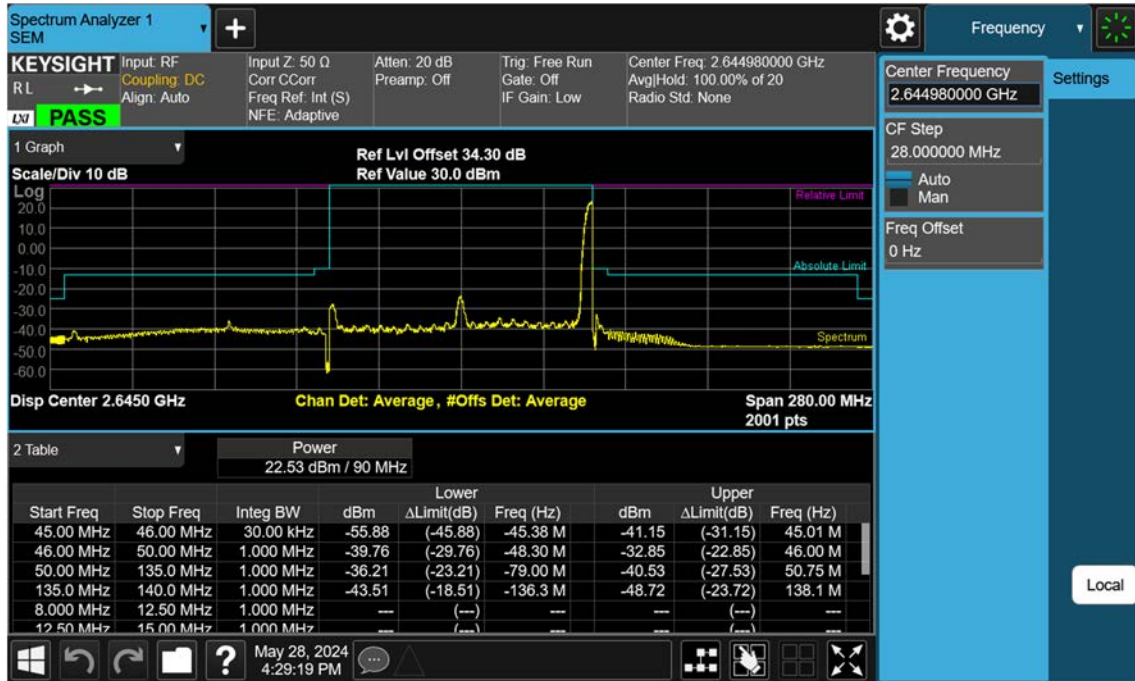 Spectrum Analyzer 1
SEM
Frequency
KEYSIGHT
R L
LXI PASS
Input: RF
Coupling: DC
Align: Auto
Input Z: 50 Ω
Corr CCorr
Freq Ref: Int (S)
NFE: Adaptive
Atten: 20 dB
Preamp: Off
Trig: Free Run
Gate: Off
IF Gain: Low
Center Freq: 2.644980000 GHz
Avg|Hold: 100.00% of 20
Radio Std: None
Center Frequency
2.644980000 GHz
Settings
CF Step
28.000000 MHz
Auto
Man
Freq Offset
0 Hz
Local
1 Graph
Ref Lvl Offset 34.30 dB
Scale/Div 10 dB
Ref Value 30.0 dBm
Log
Relative Limit
20.0
10.0
0.00
-10.0
Absolute Limit
-20.0
-30.0
-40.0
Spectrum
-50.0
-60.0
Disp Center 2.6450 GHz
Chan Det: Average, #Offs Det: Average
Span 280.00 MHz
2001 pts
2 Table
Power
22.53 dBm / 90 MHz
Lower Upper
Start Freq Stop Freq Integ BW dBm ΔLimit(dB) Freq (Hz) dBm ΔLimit(dB) Freq (Hz)
45.00 MHz 46.00 MHz 30.00 kHz -55.88 (-45.88) -45.38 M -41.15 (-31.15) 45.01 M
46.00 MHz 50.00 MHz 1.000 MHz -39.76 (-29.76) -48.30 M -32.85 (-22.85) 46.00 M
50.00 MHz 135.0 MHz 1.000 MHz -36.21 (-23.21) -79.00 M -40.53 (-27.53) 50.75 M
135.0 MHz 140.0 MHz 1.000 MHz -43.51 (-18.51) -136.3 M -48.72 (-23.72) 138.1 M
8.000 MHz 12.50 MHz 1.000 MHz --- (---) --- --- (---) ---
12.50 MHz 15.00 MHz 1.000 MHz --- (---) --- --- (---) ---
?
May 28, 2024
4:29:19 PM